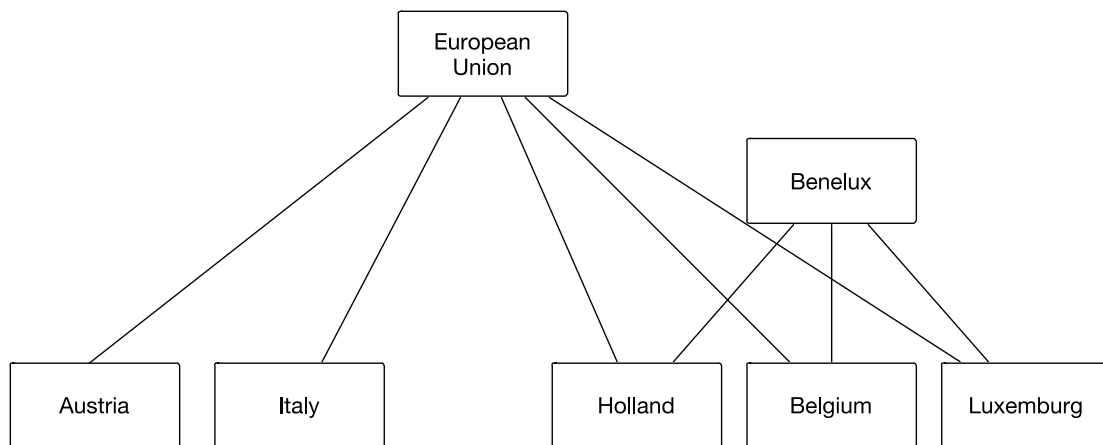 European
Union
Benelux
Austria
Italy
Holland
Belgium
Luxemburg